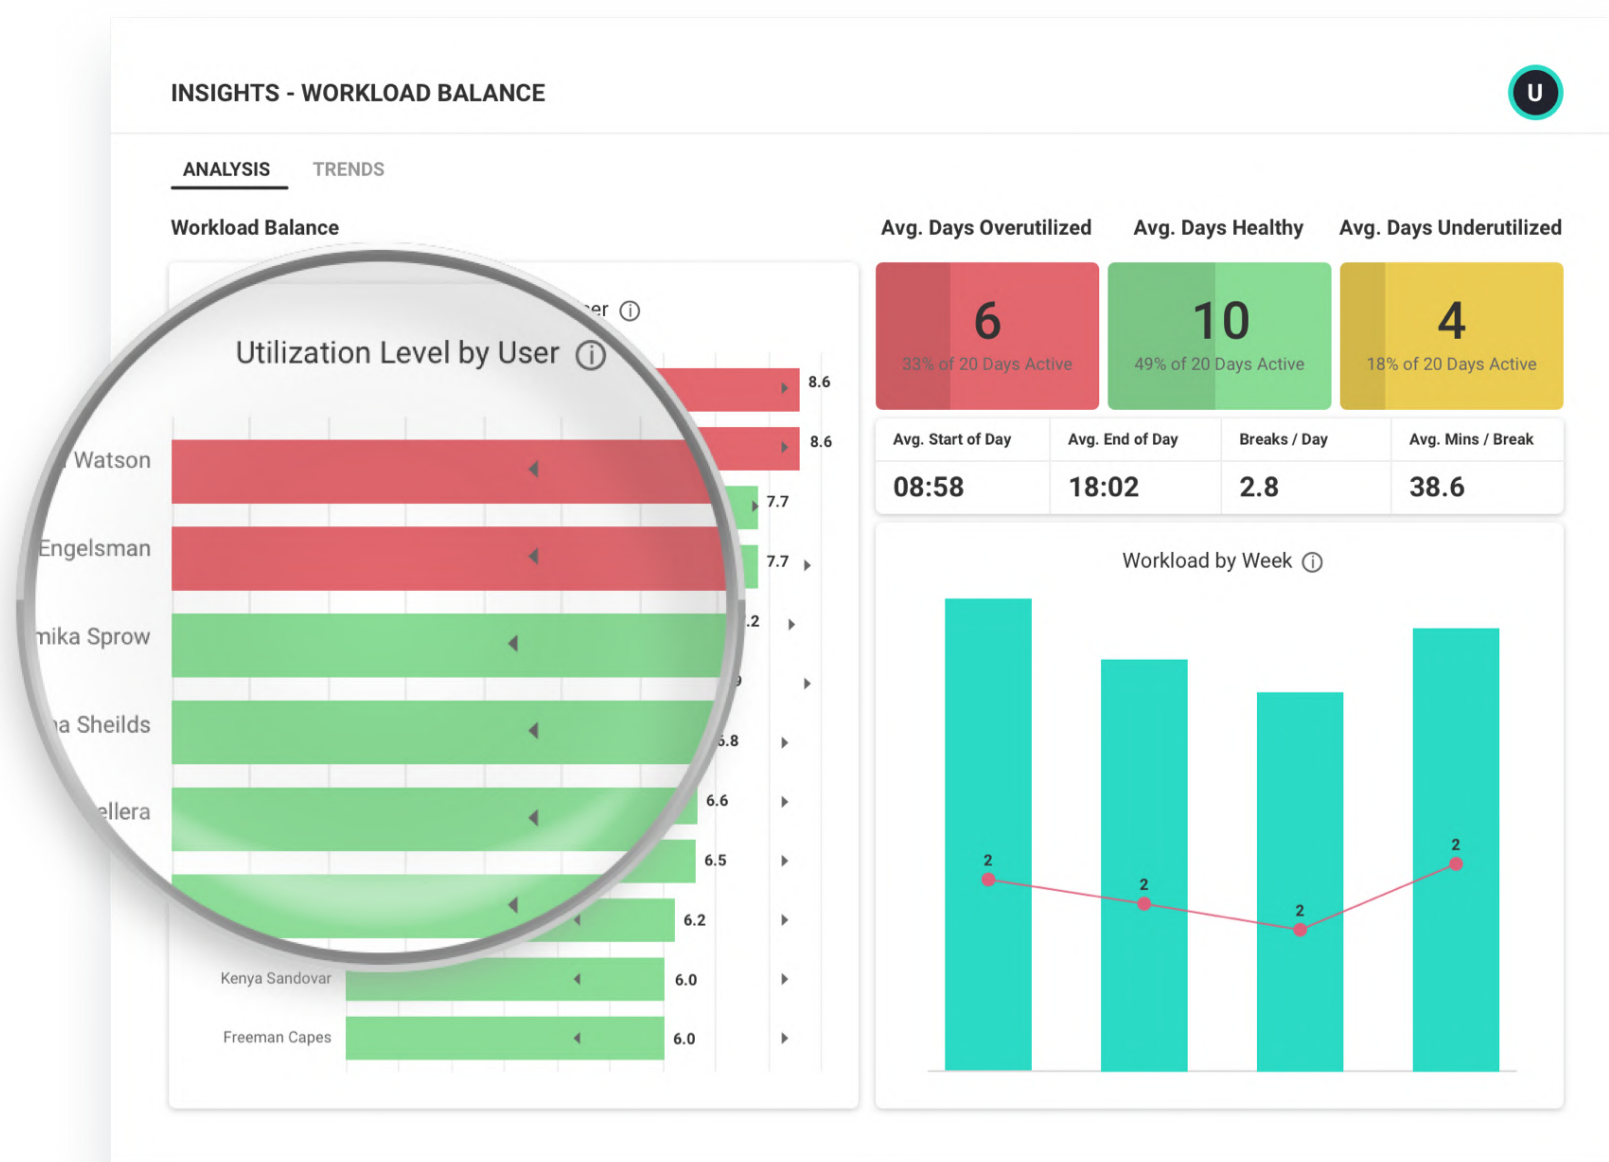 INSIGHTS - WORKLOAD BALANCE
U
ANALYSIS TRENDS
Workload Balance
Utilization Level by User
Watson
Engelsman
Sprow
Sheilds
8.6
8.6
7.7
7.7
6.8
6.6
6.5
6.2
Kenya Sandovar 6.0
Freeman Capes 6.0
Avg. Days Overutilized
6
33% of 20 Days Active
Avg. Days Healthy
10
49% of 20 Days Active
Avg. Days Underutilized
4
18% of 20 Days Active
Avg. Start of Day Avg. End of Day Breaks / Day Avg. Mins / Break
08:58 18:02 2.8 38.6
Workload by Week
2
2
2
2